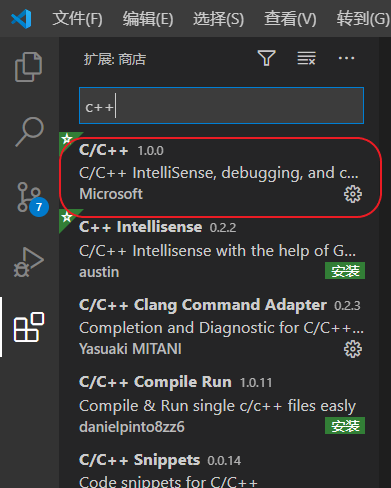 文件(F) 编辑(E) 选择(S) 查看(V) 转到(G)
扩展: 商店
c++
C/C++ 1.0.0
C/C++ IntelliSense, debugging, and c...
Microsoft
7
C++ Intellisense 0.2.2
C/C++ Intellisense with the help of G...
austin 安装
C/C++ Clang Command Adapter 0.2.3
Completion and Diagnostic for C/C++...
Yasuaki MITANI
C/C++ Compile Run 1.0.11
Compile & Run single c/c++ files easly
danielpinto8zz6 安装
C/C++ Snippets 0.0.14
Code snippets for C/C++